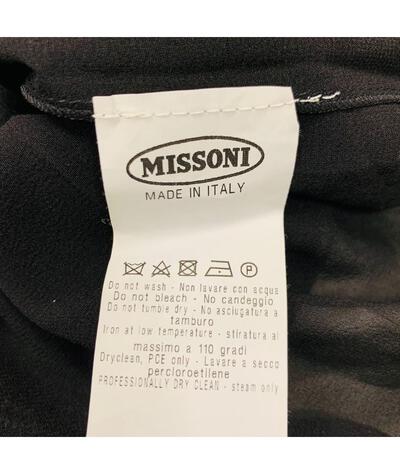 MISSONI
MADE IN ITALY
P
Do not wash - Non lavare con acqua
Do not bleach - No candeggio
Do not tumble dry - No asciugatura a
tamburo
Iron at low temperature - stiratura al
massimo a 110 gradi
Dryclean, PCE only - Lavare a secco
percloroetilene
PROFESSIONALLY DRY CLEAN - steam only